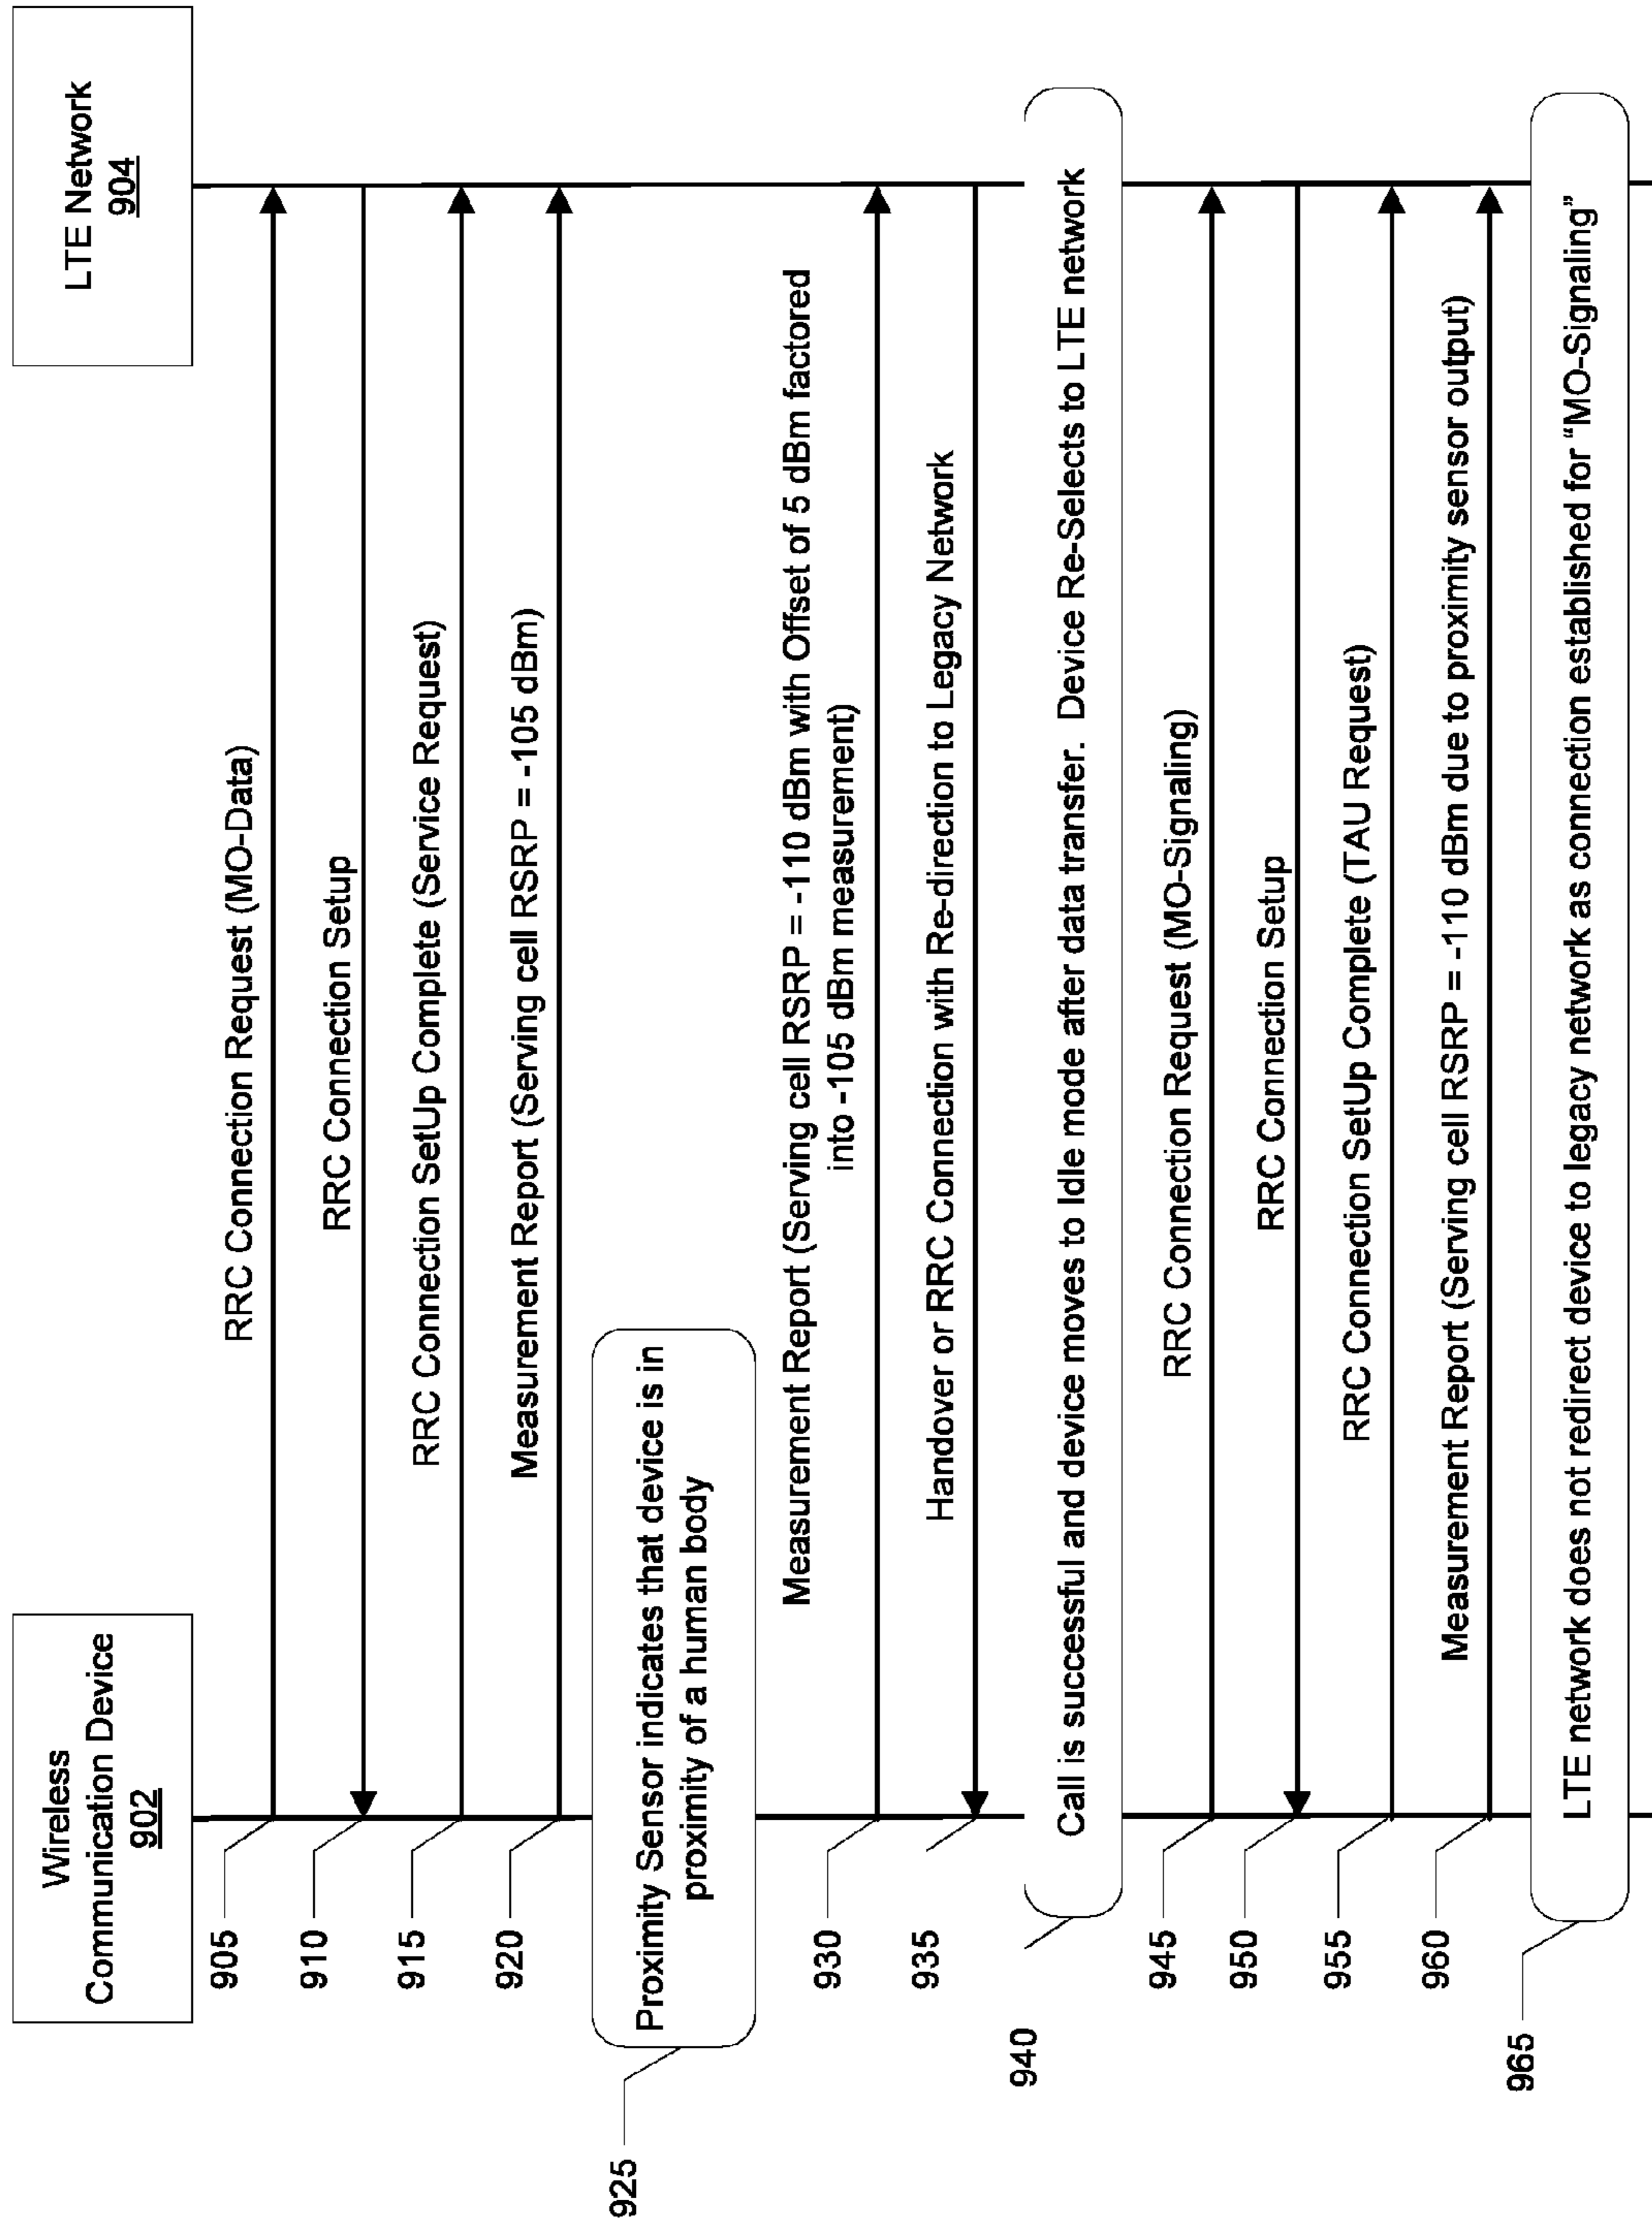 Wireless
Communication Device
902
LTE Network
904
905
RRC Connection Request (MO-Data)
910
RRC Connection Setup
915
RRC Connection SetUp Complete (Service Request)
920
Measurement Report (Serving cell RSRP = -105 dBm)
925
Proximity Sensor indicates that device is in
proximity of a human body
930
Measurement Report (Serving cell RSRP = -110 dBm with Offset of 5 dBm factored
into -105 dBm measurement)
935
Handover or RRC Connection with Re-direction to Legacy Network
940
Call is successful and device moves to Idle mode after data transfer. Device Re-Selects to LTE network
945
RRC Connection Request (MO-Signaling)
950
RRC Connection Setup
955
RRC Connection SetUp Complete (TAU Request)
960
Measurement Report (Serving cell RSRP = -110 dBm due to proximity sensor output)
965
LTE network does not redirect device to legacy network as connection established for “MO-Signaling”